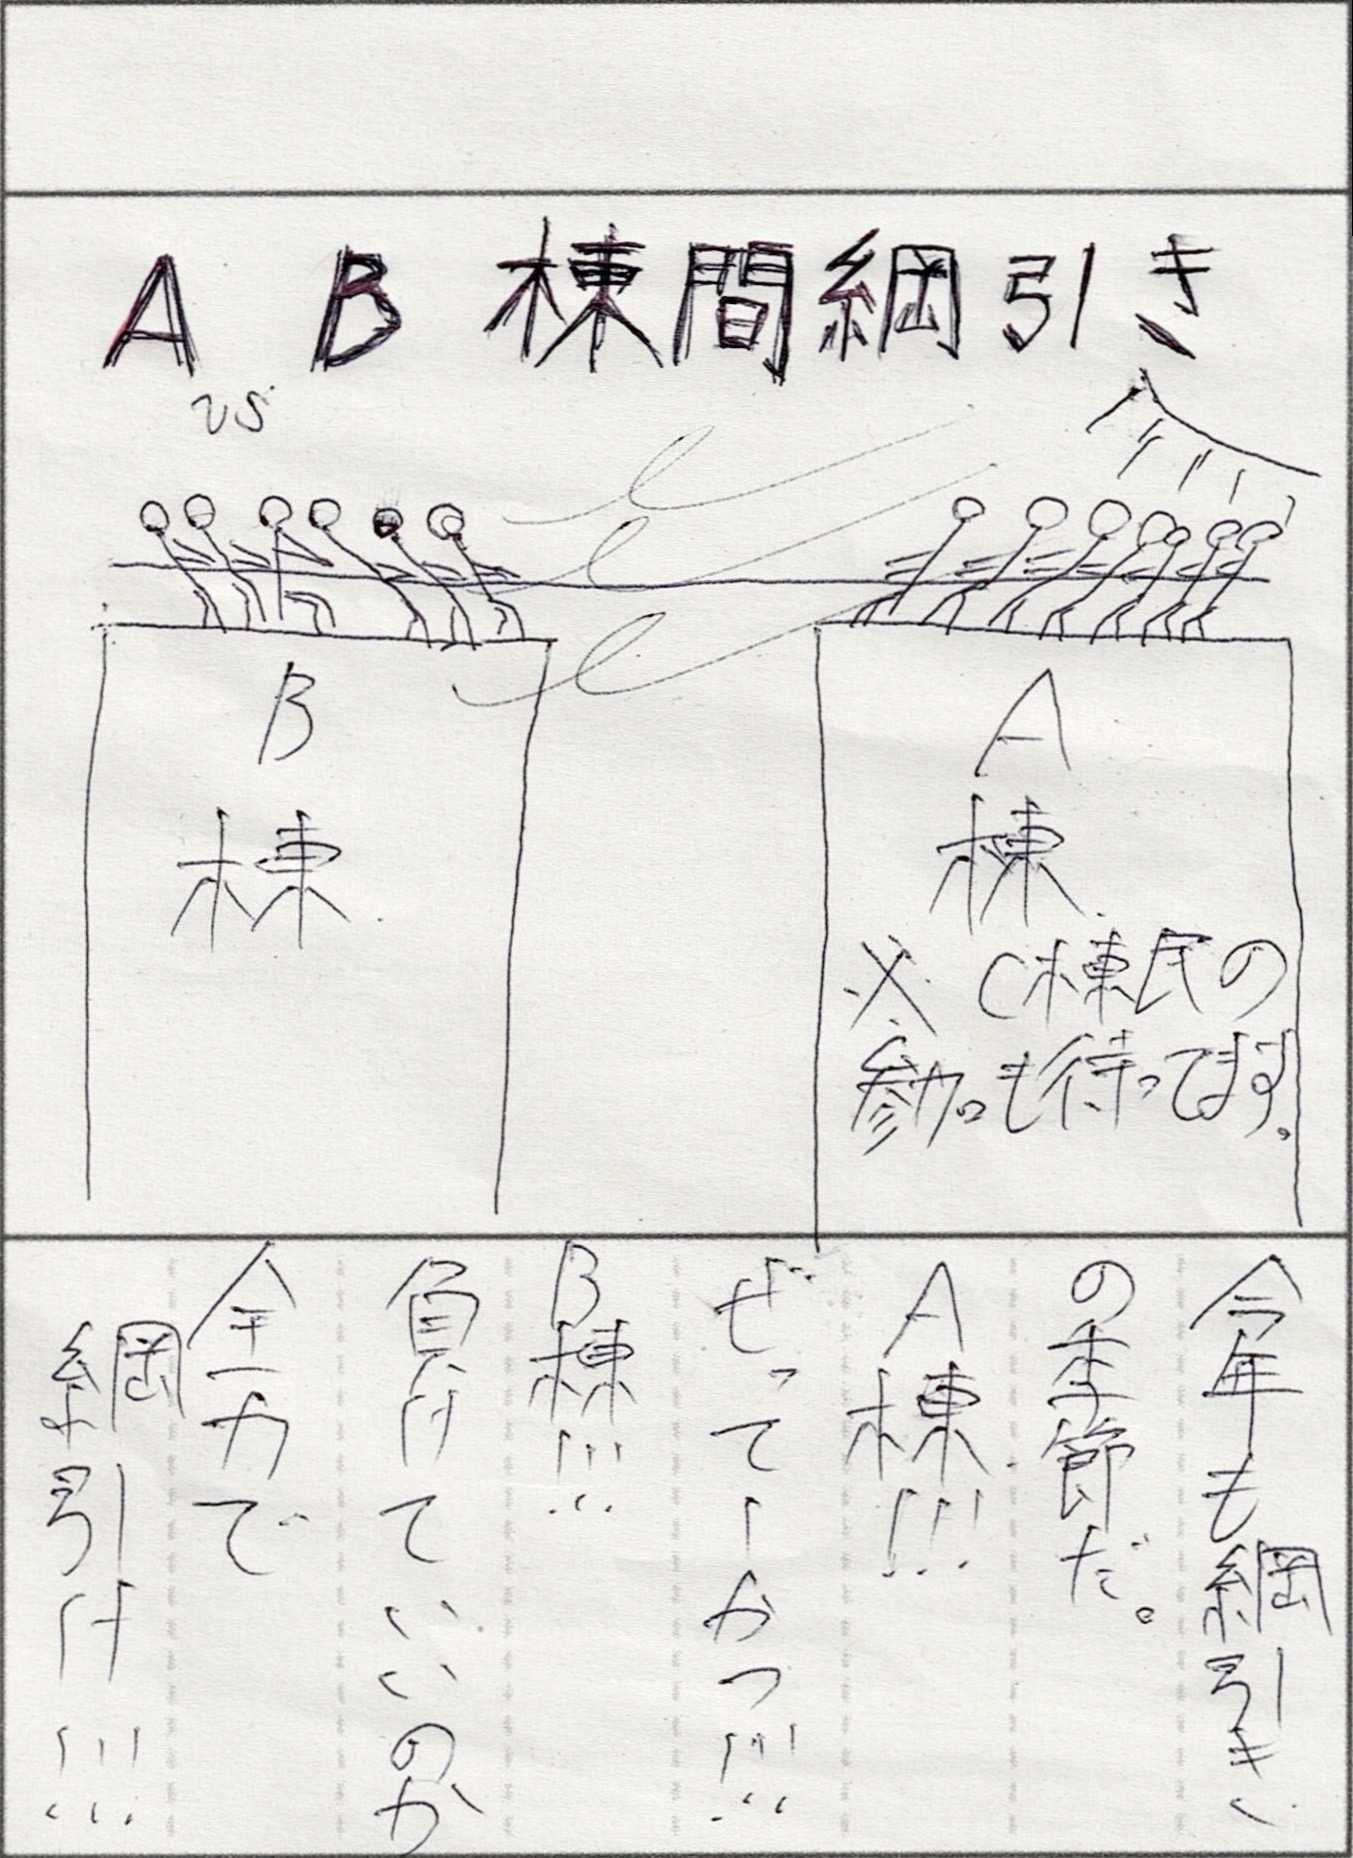 A B棟間綱引き
vs
B
棟
A
棟
※ C棟民の
参加も待ってます。
今年も綱引き
の季節だ。
A棟!!!
ぜってーかつ!!!
B棟!!!
負けていいのか
全力で
綱引け!!!